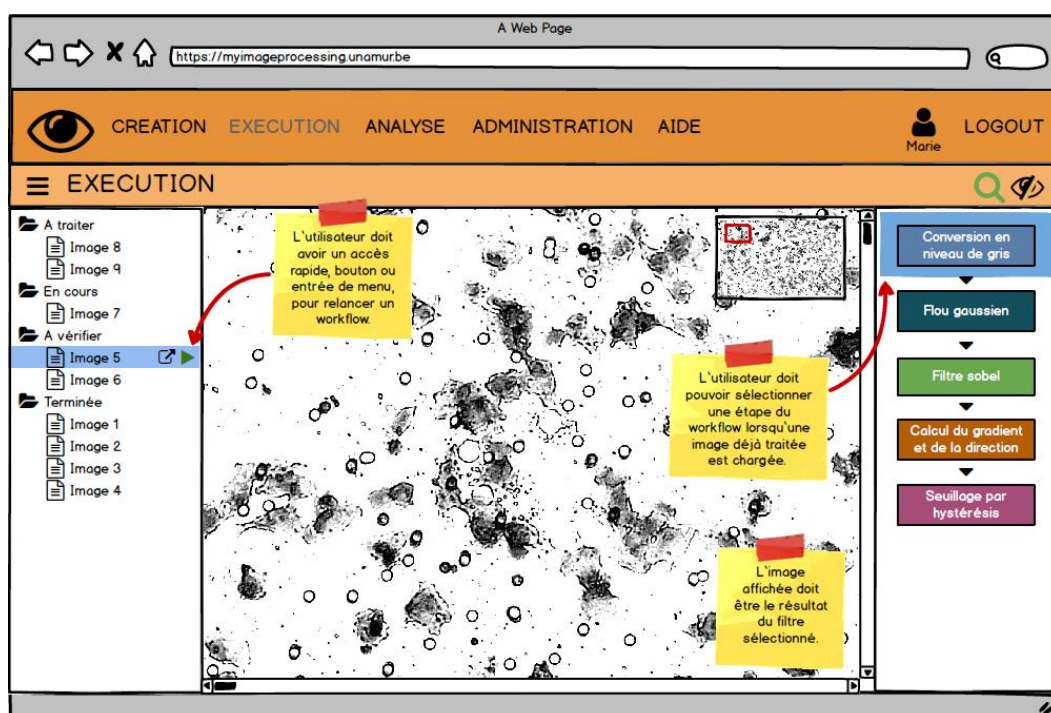 A Web Page
https://myimageprocessing.unamur.be
CREATION EXECUTION ANALYSE ADMINISTRATION AIDE
Marie
LOGOUT
EXECUTION
A traiter
Image 8
Image 9
En cours
Image 7
A vérifier
Image 5
Image 6
Terminée
Image 1
Image 2
Image 3
Image 4
L'utilisateur doit
avoir un accès
rapide, bouton ou
entrée de menu,
pour relancer un
workflow.
L'utilisateur doit
pouvoir sélectionner
une étape du
workflow lorsqu'une
image déjà traitée
est chargée.
L'image
affichée doit
être le résultat
du filtre
sélectionné.
Conversion en
niveau de gris
Flou gaussien
Filtre sobel
Calcul du gradient
et de la direction
Seuillage par
hystérésis